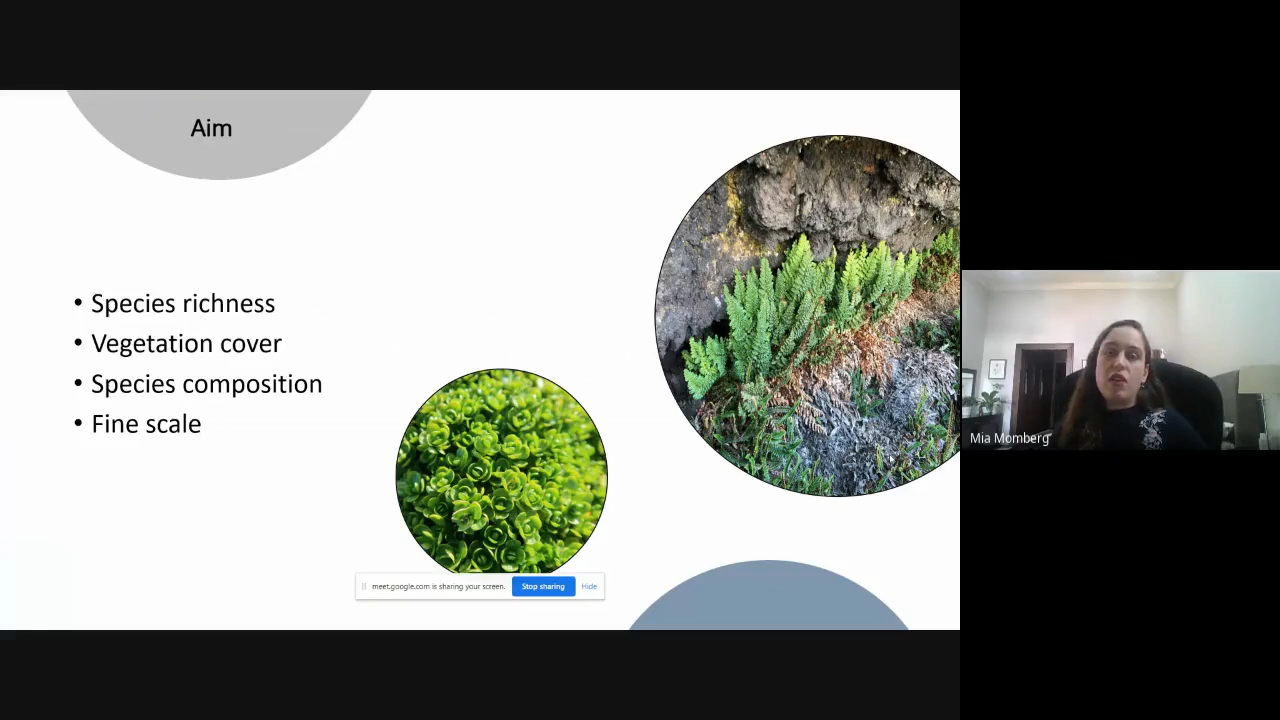 Aim
• Species richness
• Vegetation cover
• Species composition
• Fine scale
meet.google.com is sharing your screen. Stop sharing Hide
Mia Momberg